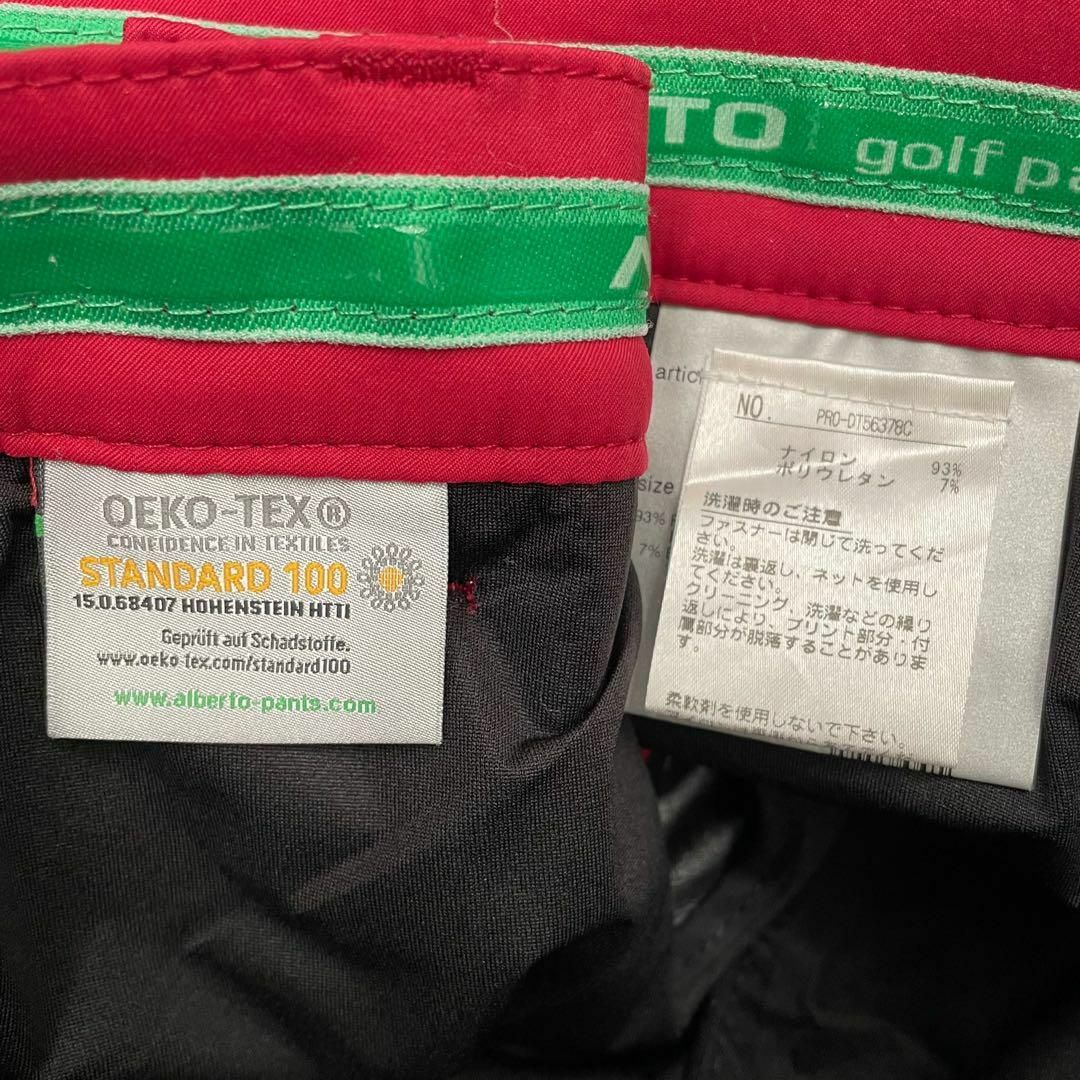 TO golf pa
OEKO-TEX®
CONFIDENCE IN TEXTILES
STANDARD 100
15.0.68407 HOHENSTEIN HTTI
Geprüft auf Schadstoffe.
www.oeko-tex.com/standard100
www.alberto-pants.com
artic
size
93%
7%
NO. PRO-DT56378C
ナイロン 93%
ポリウレタン 7%
洗濯時のご注意
ファスナーは閉じて洗ってくだ
さい。
洗濯は裏返し、ネットを使用し
てください。
クリーニング、洗濯などの繰り
返しにより、プリント部分・付
属部分が脱落することがありま
す。
柔軟剤を使用しないで下さい。